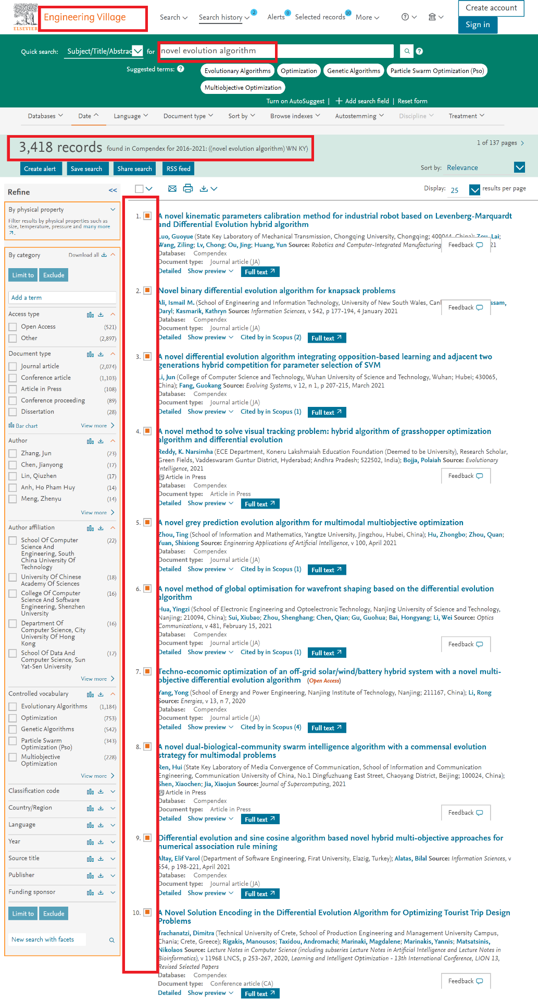 ELSEVIER
Engineering Village
Search
Search history
2
Alerts
0
Selected records
10
More
Create account
Sign in
Quick search:
Subject/Title/Abstrac
for
novel evolution algorithm
Suggested terms:
Evolutionary Algorithms
Optimization
Genetic Algorithms
Particle Swarm Optimization (Pso)
Multiobjective Optimization
Turn on AutoSuggest | + Add search field | Reset form
Databases
Date
Language
Document type
Sort by
Browse indexes
Autostemming
Discipline
Treatment
3,418 records found in Compendex for 2016-2021: ((novel evolution algorithm) WN KY)
1 of 137 pages
Create alert
Save search
Share search
RSS feed
Sort by: Relevance
Display: 25 results per page
Refine
<<
By physical property
Filter results by physical properties such as
size, temperature, pressure and many more
By category
Download all
Limit to
Exclude
Add a term
Access type
Open Access (521)
Other (2,897)
Document type
Journal article (2,074)
Conference article (1,103)
Article in Press (108)
Conference proceeding (89)
Dissertation (28)
Bar chart
View more
Author
Zhang, Jun (23)
Chen, Jianyong (17)
Lin, Qiuzhen (17)
Anh, Ho Pham Huy (14)
Meng, Zhenyu (14)
View more
Author affiliation
School Of Computer (22)
Science And
Engineering, South
China University Of
Technology
University Of Chinese (18)
Academy Of Sciences
College Of Computer (16)
Science And Software
Engineering, Shenzhen
University
Department Of (16)
Computer Science, City
University Of Hong
Kong
School Of Data And (12)
Computer Science, Sun
Yat-Sen University
View more
Controlled vocabulary
Evolutionary Algorithms (1,184)
Optimization (753)
Genetic Algorithms (542)
Particle Swarm (343)
Optimization (Pso)
Multiobjective (228)
Optimization
View more
Classification code
Country/Region
Language
Year
Source title
Publisher
Funding sponsor
Limit to
Exclude
New search with facets
1. A novel kinematic parameters calibration method for industrial robot based on Levenberg-Marquardt
and Differential Evolution hybrid algorithm
Luo, Guoyue (State Key Laboratory of Mechanical Transmission, Chongqing University, Chongqing; 400044, China); Zou, Lai;
Wang, Ziling; Lv, Chong; Ou, Jing; Huang, Yun Source: Robotics and Computer-Integrated Manufacturing 21
Feedback
Database: Compendex
Document type: Journal article (JA)
Detailed Show preview Full text
2. Novel binary differential evolution algorithm for knapsack problems
Ali, Ismail M. (School of Engineering and Information Technology, University of New South Wales, Canl ssam,
Feedback
Daryl; Kasmarik, Kathryn Source: Information Sciences, v 542, p 177-194, 4 January 2021
Database: Compendex
Document type: Journal article (JA)
Detailed Show preview Cited by in Scopus (2) Full text
3. A novel differential evolution algorithm integrating opposition-based learning and adjacent two
generations hybrid competition for parameter selection of SVM
Li, Jun (College of Computer Science and Technology, Wuhan University of Science and Technology, Wuhan; Hubei; 430065,
China); Fang, Guokang Source: Evolving Systems, v 12, n 1, p 207-215, March 2021
Database: Compendex
Document type: Journal article (JA)
Detailed Show preview Cited by in Scopus (1) Full text
4. A novel method to solve visual tracking problem: hybrid algorithm of grasshopper optimization
algorithm and differential evolution
Reddy, K. Narsimha (ECE Department, Koneru Lakshmaiah Education Foundation (Deemed to be University), Research Scholar,
Green Fields, Vaddeswaram Guntur District, Hyderabad; Andhra Pradesh; 522502, India); Bojja, Polaiah Source: Evolutionary
Intelligence, 2021
Article in Press
Feedback
Database: Compendex
Document type: Article in Press
Detailed Show preview Full text
5. A novel grey prediction evolution algorithm for multimodal multiobjective optimization
Zhou, Ting (School of Information and Mathematics, Yangtze University, Jingzhou, Hubei, China); Hu, Zhongbo; Zhou, Quan;
Yuan, Shixiong Source: Engineering Applications of Artificial Intelligence, v 100, April 2021
Database: Compendex
Document type: Journal article (JA)
Detailed Show preview Cited by in Scopus (1) Full text
6. A novel method of global optimisation for wavefront shaping based on the differential evolution
algorithm
Hua, Yingzi (School of Electronic Engineering and Optoelectronic Technology, Nanjing University of Science and Technology,
Nanjing; 210094, China); Sui, Xiubao; Zhou, Shenghang; Chen, Qian; Gu, Guohua; Bai, Hongyang; Li, Wei Source: Optics
Communications, v 481, February 15, 2021
Database: Compendex
Document type: Journal article (JA)
Feedback
Detailed Show preview Cited by in Scopus (1) Full text
7. Techno-economic optimization of an off-grid solar/wind/battery hybrid system with a novel multi-
objective differential evolution algorithm (Open Access)
Yang, Yong (School of Energy and Power Engineering, Nanjing Institute of Technology, Nanjing; 211167, China); Li, Rong
Source: Energies, v 13, n 7, 2020
Database: Compendex
Document type: Journal article (JA)
Detailed Show preview Cited by in Scopus (4) Full text
8. A novel dual-biological-community swarm intelligence algorithm with a commensal evolution
strategy for multimodal problems
Ren, Hui (State Key Laboratory of Media Convergence of Communication, School of Information and Communication
Engineering, Communication University of China, No.1 Dingfuzhuang East Street, Chaoyang District, Beijing; 100024, China);
Shen, Xiaochen; Jia, Xiaojun Source: Journal of Supercomputing, 2021
Article in Press
Database: Compendex
Document type: Article in Press
Feedback
Detailed Show preview Full text
9. Differential evolution and sine cosine algorithm based novel hybrid multi-objective approaches for
numerical association rule mining
Altay, Elif Varol (Department of Software Engineering, Firat University, Elazig, Turkey); Alatas, Bilal Source: Information Sciences, v
554, p 198-221, April 2021
Database: Compendex
Document type: Journal article (JA)
Detailed Show preview Full text
10. A Novel Solution Encoding in the Differential Evolution Algorithm for Optimizing Tourist Trip Design
Problems
Trachanatzi, Dimitra (Technical University of Crete, School of Production Engineering and Management University Campus,
Chania; Crete, Greece); Rigakis, Manousos; Taxidou, Andromachi; Marinaki, Magdalene; Marinakis, Yannis; Matsatsinis,
Nikolaos Source: Lecture Notes in Computer Science (including subseries Lecture Notes in Artificial Intelligence and Lecture Notes in
Bioinformatics), v 11968 LNCS, p 253-267, 2020, Learning and Intelligent Optimization - 13th International Conference, LION 13,
Revised Selected Papers
Database: Compendex
Document type: Conference article (CA)
Feedback
Detailed Show preview Full text